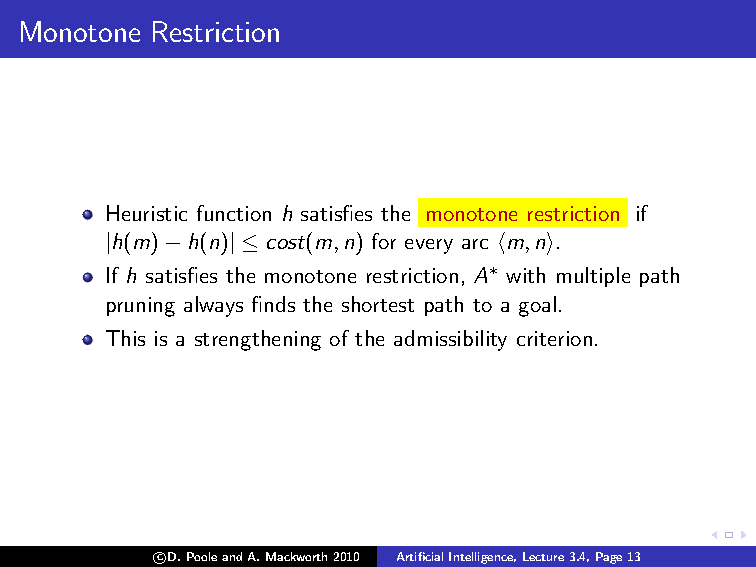 Monotone Restriction
Heuristic function h satisfies the monotone restriction if
|h(m) − h(n)| ≤ cost(m, n) for every arc ⟨m, n⟩.
If h satisfies the monotone restriction, A* with multiple path
pruning always finds the shortest path to a goal.
This is a strengthening of the admissibility criterion.
©D. Poole and A. Mackworth 2010
Artificial Intelligence, Lecture 3.4, Page 13